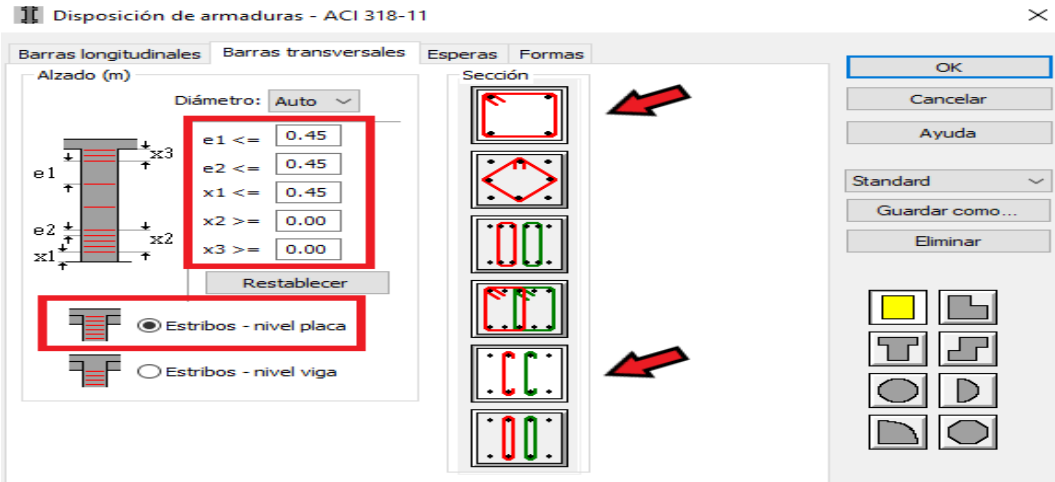 Disposición de armaduras - ACI 318-11
Barras longitudinales Barras transversales Esperas Formas
Alzado (m)
Diámetro: Auto
e1 <= 0.45
e2 <= 0.45
x1 <= 0.45
x2 >= 0.00
x3 >= 0.00
e1
x3
e2
x2
x1
Restablecer
Estribos - nivel placa
Estribos - nivel viga
Sección
OK
Cancelar
Ayuda
Standard
Guardar como...
Eliminar